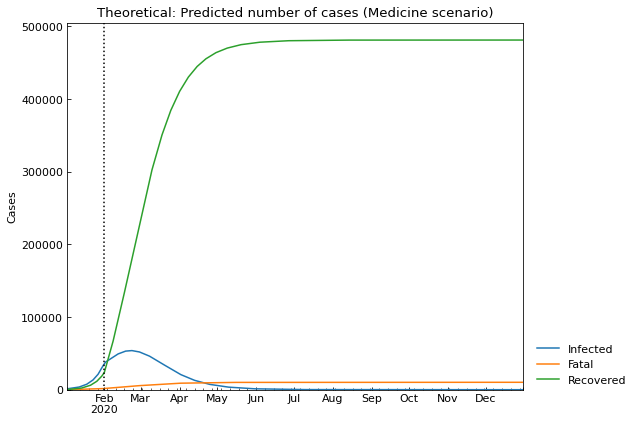 Theoretical: Predicted number of cases (Medicine scenario)
500000
400000
300000
200000
100000
0
Cases
Feb Mar Apr May Jun Jul Aug Sep Oct Nov Dec
2020
Infected
Fatal
Recovered